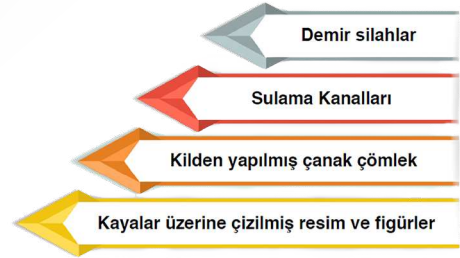 Demir silahlar
Sulama Kanalları
Kilden yapılmış çanak çömlek
Kayalar üzerine çizilmiş resim ve figürler